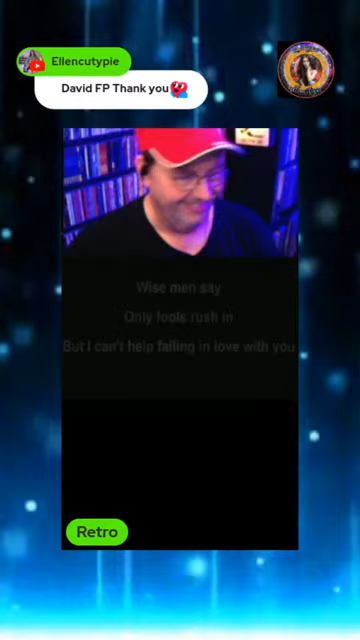 Ellencutypie
David FP Thank you
Wise men say
Only fools rush in
But I can't help falling in love with you
Retro